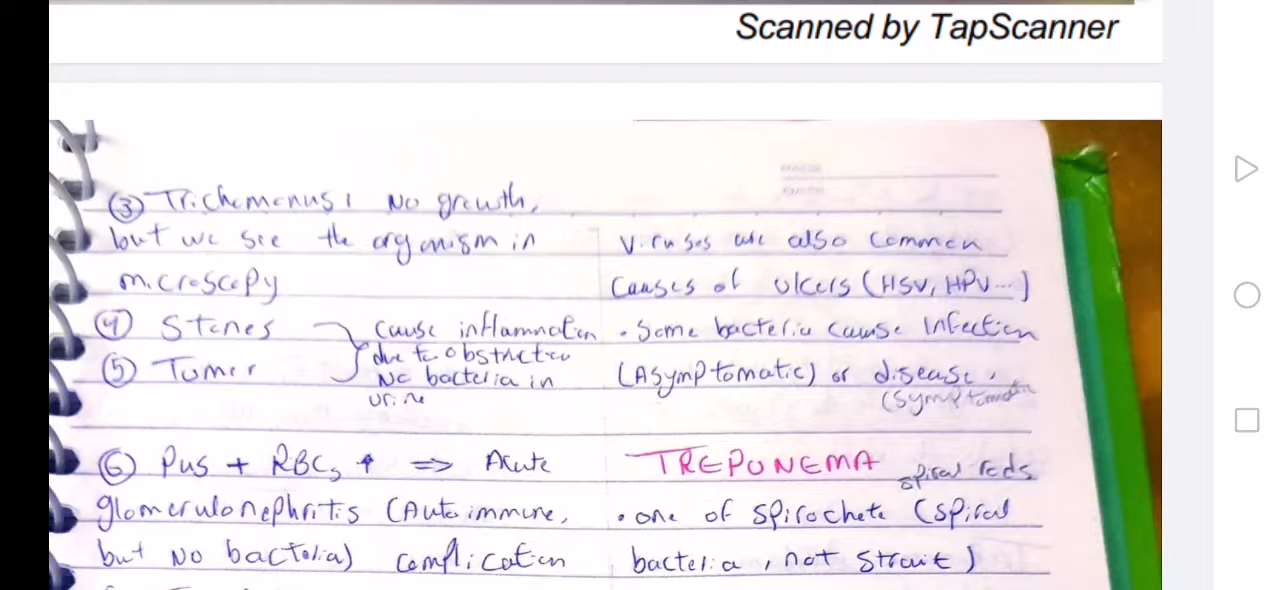 Scanned by TapScanner
③ Trichomonus: No growth,
but we see the organism in
microscopy
④ Stones
⑤ Tumor
cause inflammation
due to obstruction
No bacteria in
urine
⑥ Pus + RBCs ↑ ⇒ Acute
glomerulonephritis (Autoimmune,
but No bacteria) complication
Viruses are also common
causes of ulcers (HSV, HPV...)
• Some bacteria cause Infection
(Asymptomatic) or disease,
(Symptomatic
TREPONEMA spiral rods
• one of Spirochete (spiral
bacteria, not strait)